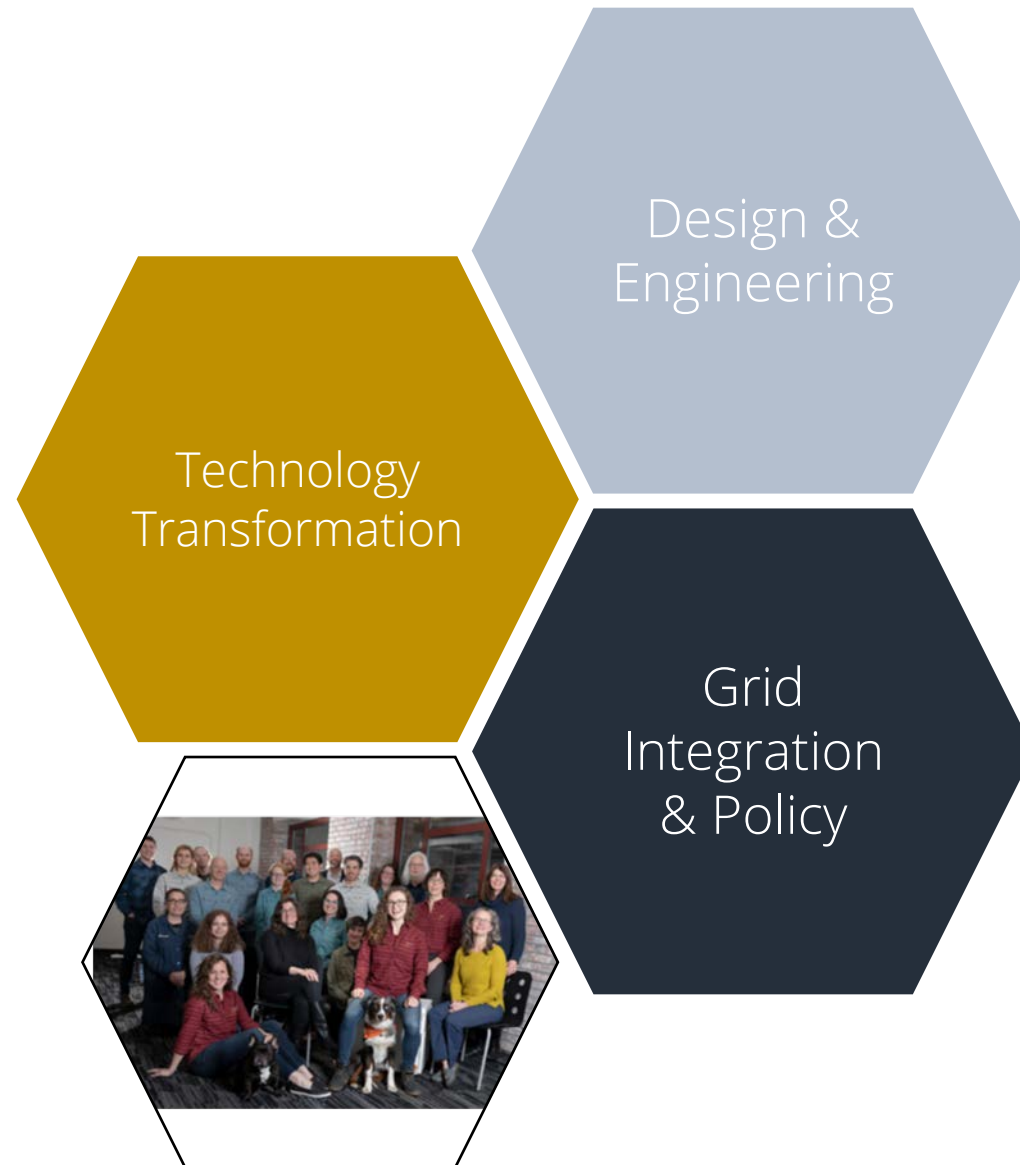 Design &
Engineering
Technology
Transformation
Grid
Integration
& Policy